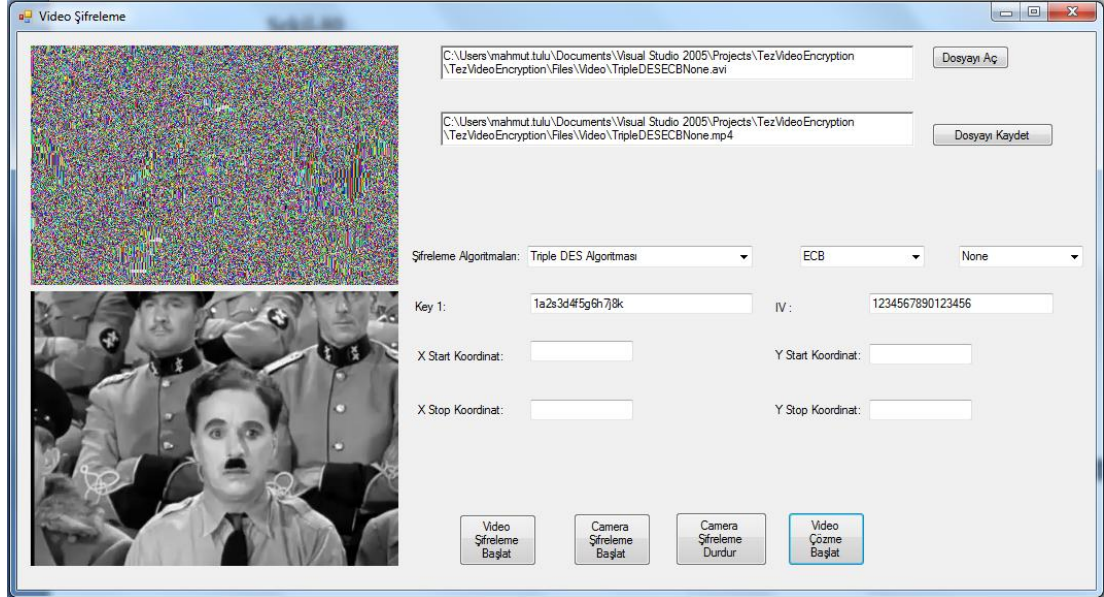 Video Şifreleme
C:\Users\mahmut.tulu\Documents\Visual Studio 2005\Projects\TezVideoEncryption
\TezVideoEncryption\Files\Video\TripleDESECBNone.avi
Dosyayı Aç
C:\Users\mahmut.tulu\Documents\Visual Studio 2005\Projects\TezVideoEncryption
\TezVideoEncryption\Files\Video\TripleDESECBNone.mp4
Dosyayı Kaydet
Şifreleme Algoritmaları: Triple DES Algoritması ECB None
Key 1: 1a2s3d4f5g6h7j8k IV : 1234567890123456
X Start Koordinat: Y Start Koordinat:
X Stop Koordinat: Y Stop Koordinat:
Video
Şifreleme
Başlat
Camera
Şifreleme
Başlat
Camera
Şifreleme
Durdur
Video
Çözme
Başlat